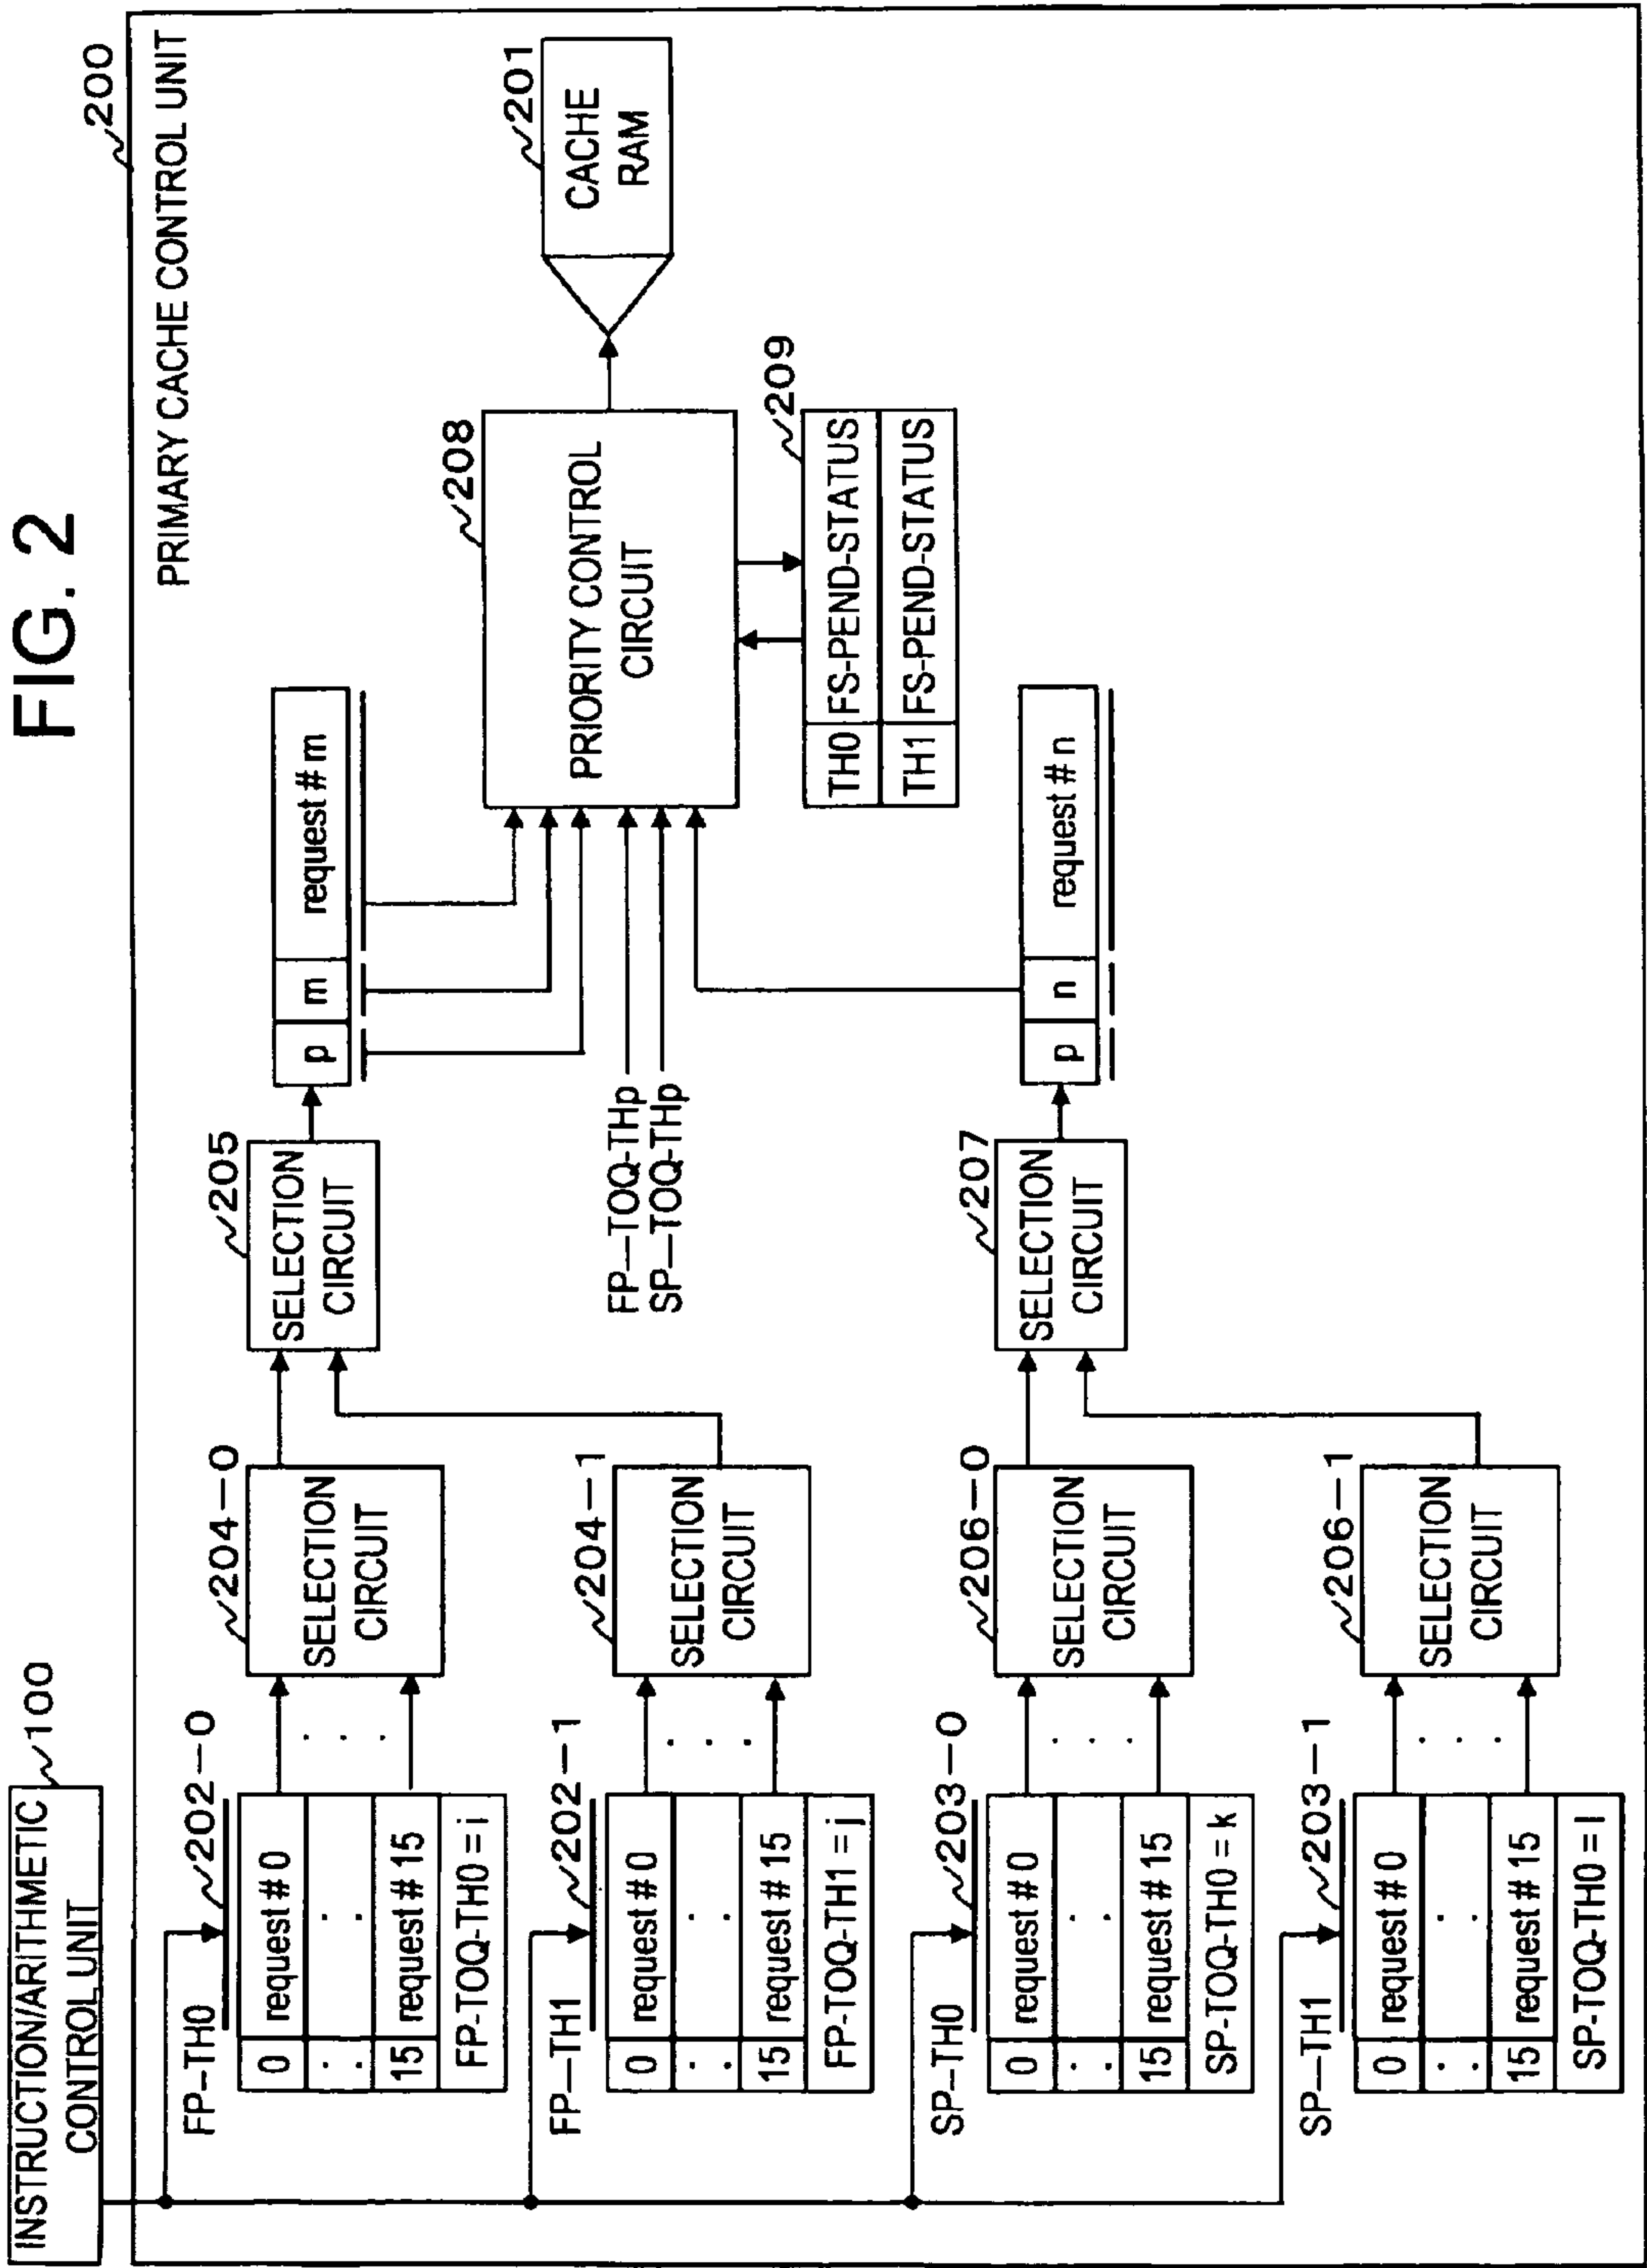 FIG. 2
INSTRUCTION/ARITHMETIC
CONTROL UNIT
100
200
PRIMARY CACHE CONTROL UNIT
FP—TH0
202—0
0 request # 0
. . . .
15 request # 15
FP-TOQ-TH0 = i
204—0
SELECTION
CIRCUIT
205
SELECTION
CIRCUIT
p m request # m
FP—TH1
202—1
0 request # 0
. . . .
15 request # 15
FP-TOQ-TH1 = j
204—1
SELECTION
CIRCUIT
FP—TOQ-THp
SP—TOQ-THp
208
PRIORITY CONTROL
CIRCUIT
201
CACHE
RAM
209
TH0 FS-PEND-STATUS
TH1 FS-PEND-STATUS
SP—TH0
203—0
0 request # 0
. . . .
15 request # 15
SP-TOQ-TH0 = k
206—0
SELECTION
CIRCUIT
207
SELECTION
CIRCUIT
p n request # n
SP—TH1
203—1
0 request # 0
. . . .
15 request # 15
SP-TOQ-TH0 = l
206—1
SELECTION
CIRCUIT